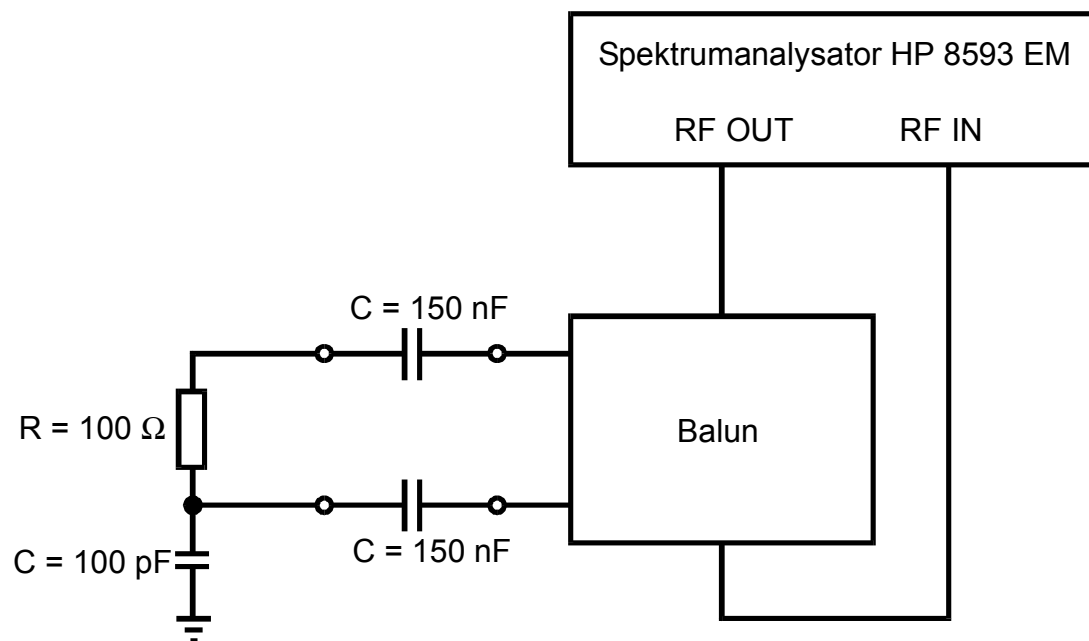 Spektrumanalysator HP 8593 EM
RF OUT
RF IN
C = 150 nF
R = 100 Ω
Balun
C = 150 nF
C = 100 pF